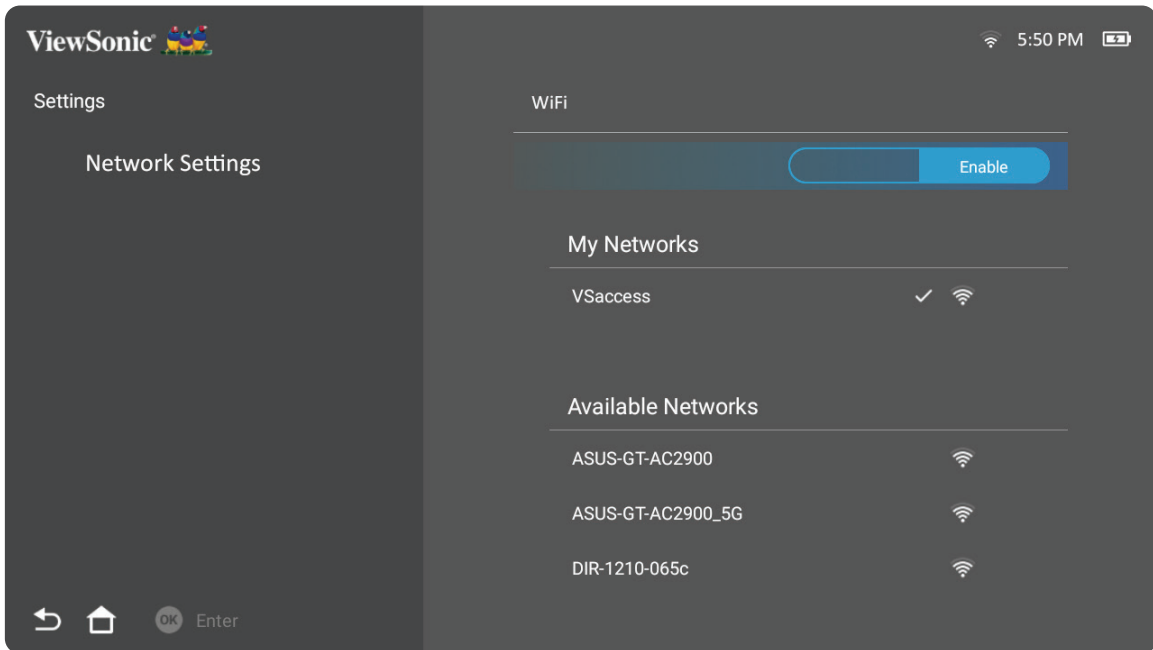 ViewSonic®
5:50 PM
Settings
WiFi
Network Settings
Enable
My Networks
VSaccess
Available Networks
ASUS-GT-AC2900
ASUS-GT-AC2900_5G
DIR-1210-065c
OK Enter